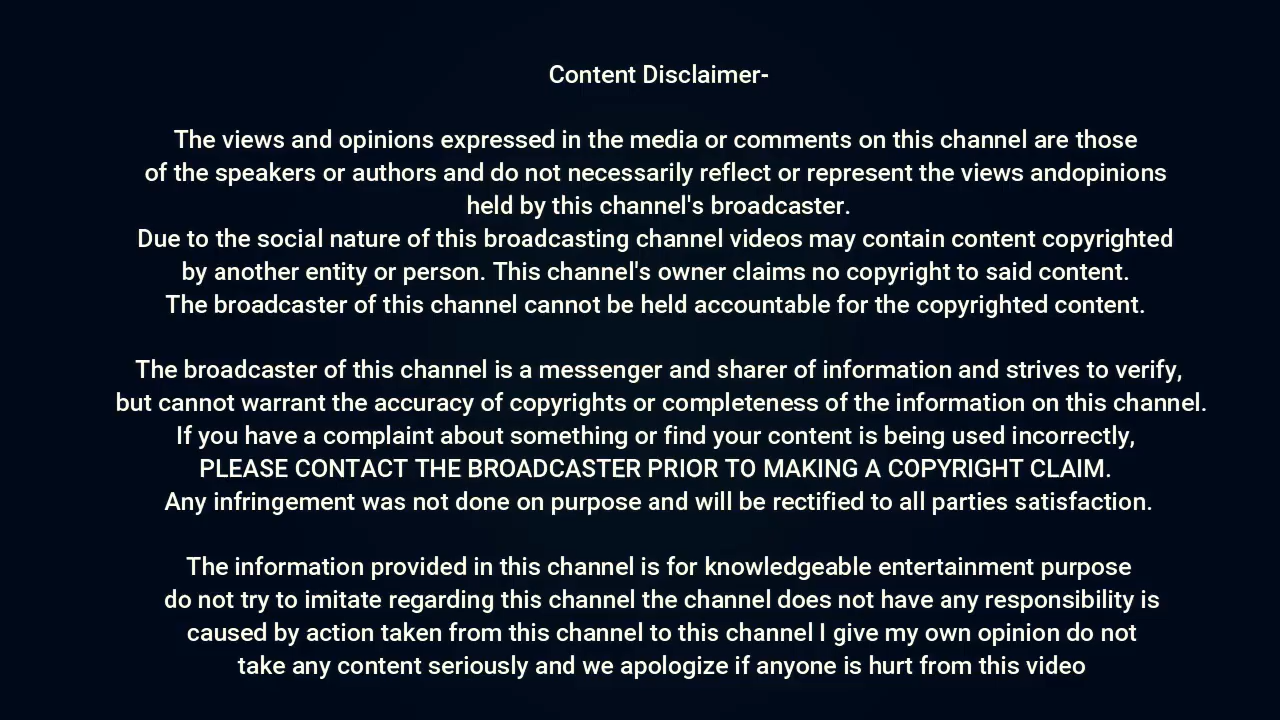 Content Disclaimer-
The views and opinions expressed in the media or comments on this channel are those
of the speakers or authors and do not necessarily reflect or represent the views andopinions
held by this channel's broadcaster.
Due to the social nature of this broadcasting channel videos may contain content copyrighted
by another entity or person. This channel's owner claims no copyright to said content.
The broadcaster of this channel cannot be held accountable for the copyrighted content.
The broadcaster of this channel is a messenger and sharer of information and strives to verify,
but cannot warrant the accuracy of copyrights or completeness of the information on this channel.
If you have a complaint about something or find your content is being used incorrectly,
PLEASE CONTACT THE BROADCASTER PRIOR TO MAKING A COPYRIGHT CLAIM.
Any infringement was not done on purpose and will be rectified to all parties satisfaction.
The information provided in this channel is for knowledgeable entertainment purpose
do not try to imitate regarding this channel the channel does not have any responsibility is
caused by action taken from this channel to this channel I give my own opinion do not
take any content seriously and we apologize if anyone is hurt from this video